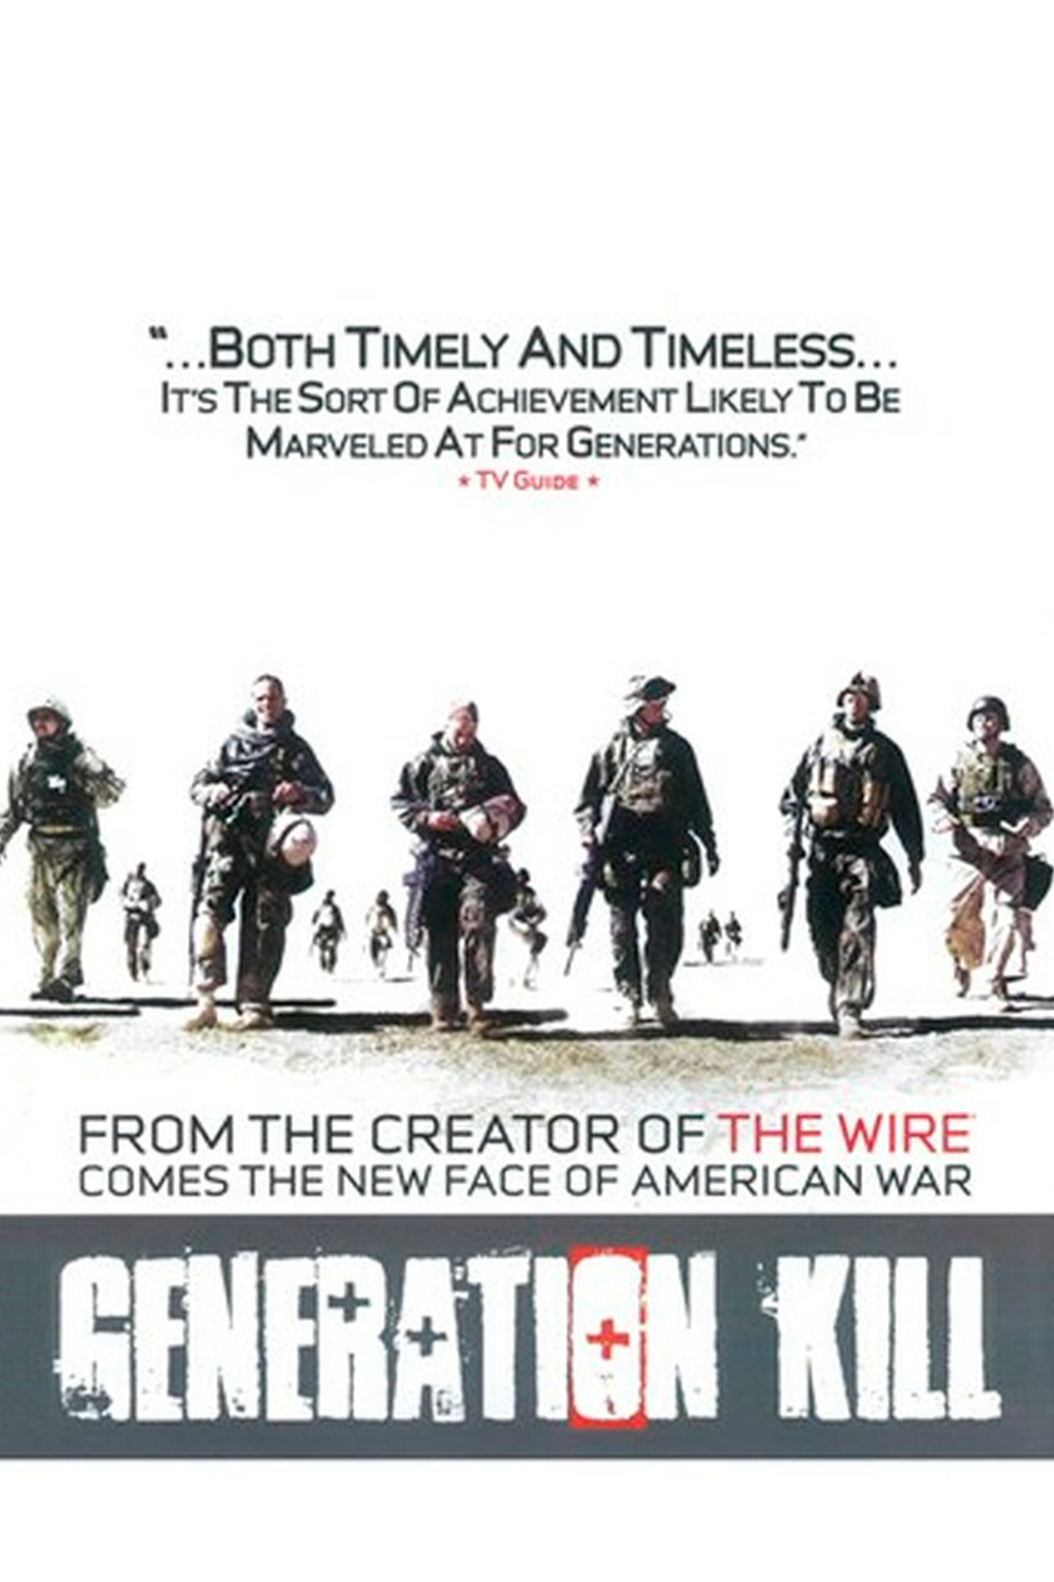 “...Both Timely And Timeless...
It's The Sort Of Achievement Likely To Be
Marveled At For Generations.”
★ TV Guide ★
FROM THE CREATOR OF THE WIRE
COMES THE NEW FACE OF AMERICAN WAR
GENERATION KILL